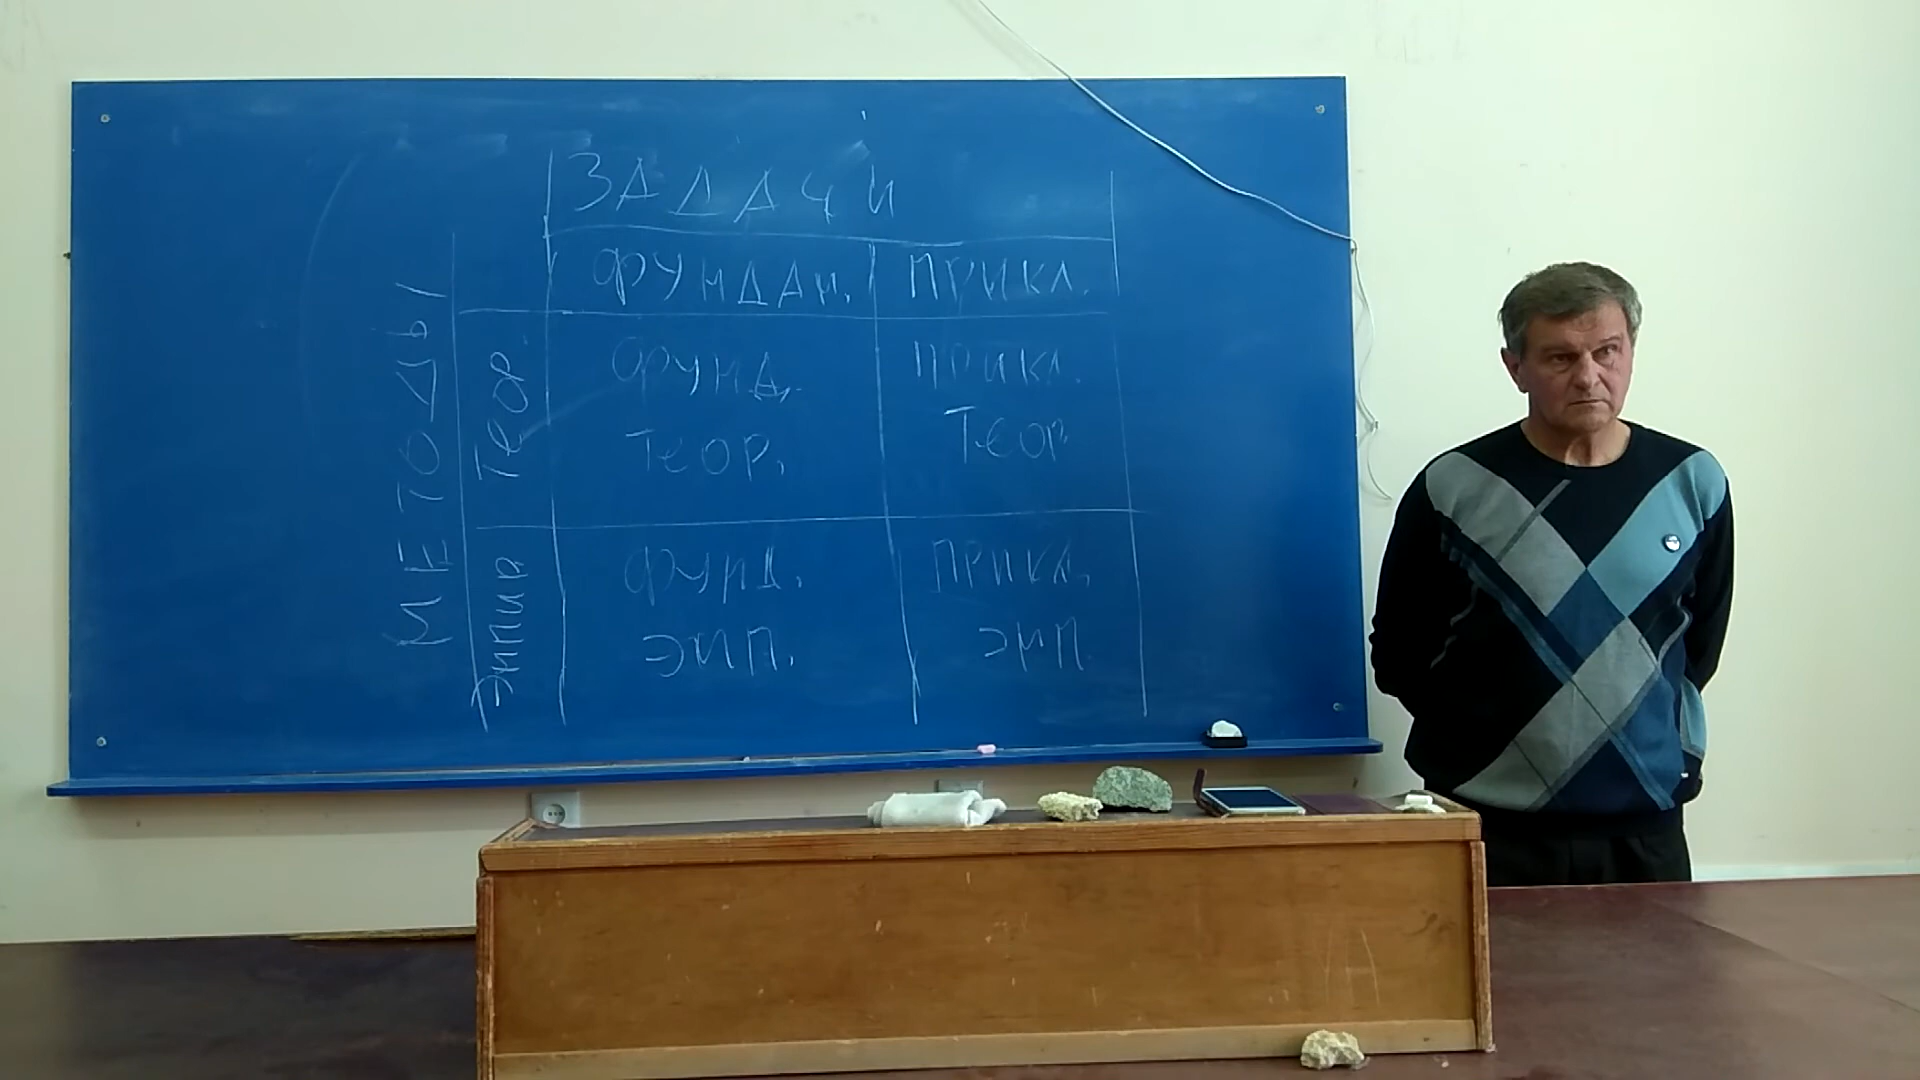 ЗАДАЧИ
ФУНДАМ. ПРИКЛ.
МЕТОДЫ
ТЕОР.
ФУНД. ПРИКЛ.
ТЕОР. ТЕОР
ЭМПИР
ФУНД. ПРИКЛ.
ЭМП. ЭМП.